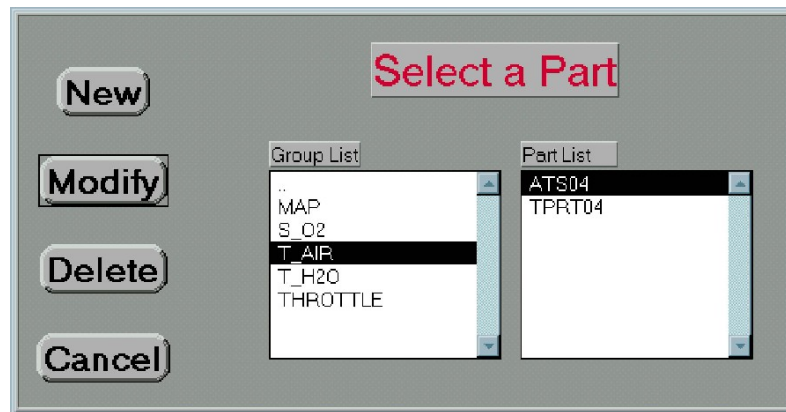 Select a Part
New
Modify
Delete
Cancel
Group List
..
MAP
S_O2
T_AIR
T_H2O
THROTTLE
Part List
ATS04
TPRT04